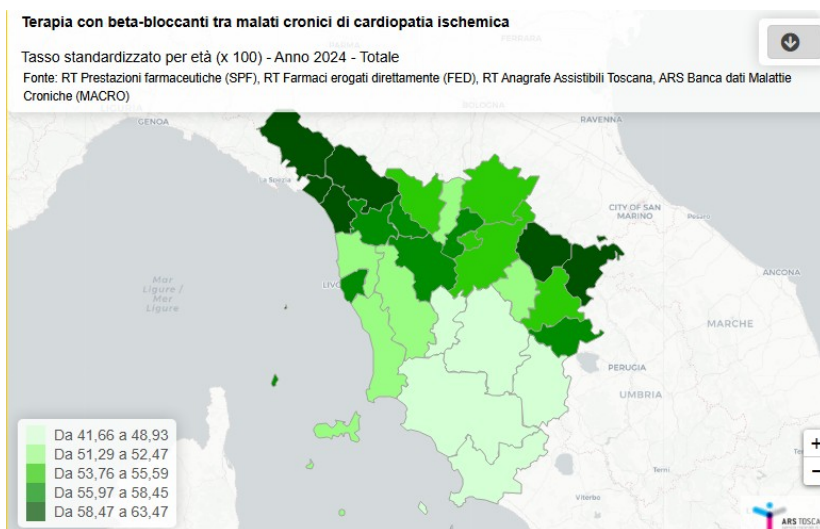 Terapia con beta-bloccanti tra malati cronici di cardiopatia ischemica
Tasso standardizzato per età (x 100) - Anno 2024 - Totale
Fonte: RT Prestazioni farmaceutiche (SPF), RT Farmaci erogati direttamente (FED), RT Anagrafe Assistibili Toscana, ARS Banca dati Malattie
Croniche (MACRO)
FERRARA
BOLOGNA
LIGURIA
GENOA
RAVENNA
La Spezia
CITY OF SAN
MARINO
Pesaro
ANCONA
Mar
Ligure /
Mer
Ligure
LIVO
MARCHE
PERUGIA
UMBRIA
Da 41,66 a 48,93
Da 51,29 a 52,47
Da 53,76 a 55,59
Da 55,97 a 58,45
Da 58,47 a 63,47
+
−
Terni
Viterbo
ARS TOSCA